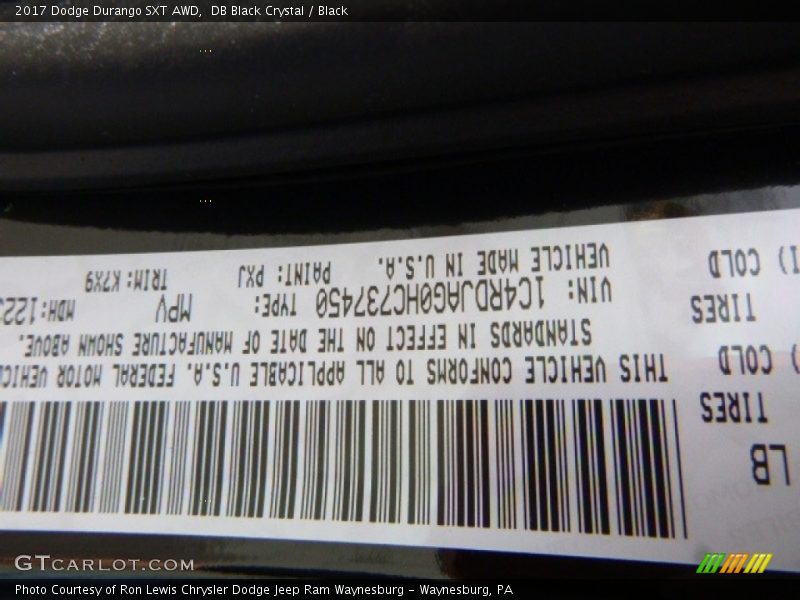 2017 Dodge Durango SXT AWD, DB Black Crystal / Black
LB
TIRES
) COLD
TIRES
I) COLD
THIS VEHICLE CONFORMS TO ALL APPLICABLE U.S.A. FEDERAL MOTOR
STANDARDS IN EFFECT ON THE DATE OF MANUFACTURE SHOWN ABOVE.
VIN: 1C4RDJAG0HC737450 TYPE: MPV MDH:
VEHICLE MADE IN U.S.A. PAINT: PXJ TRIM: K7X9
GTCARLOT.COM
Photo Courtesy of Ron Lewis Chrysler Dodge Jeep Ram Waynesburg - Waynesburg, PA